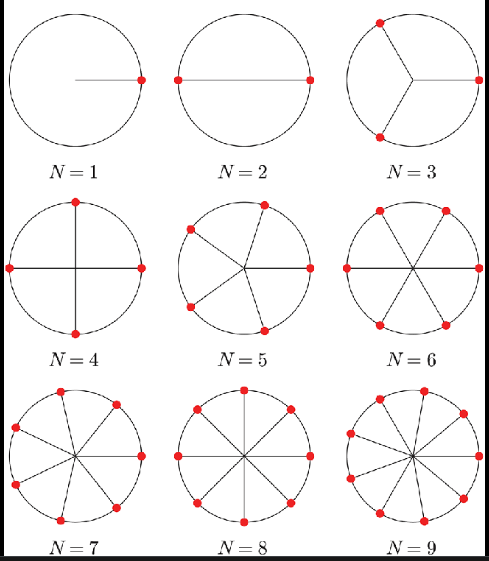 N = 1
N = 2
N = 3
N = 4
N = 5
N = 6
N = 7
N = 8
N = 9